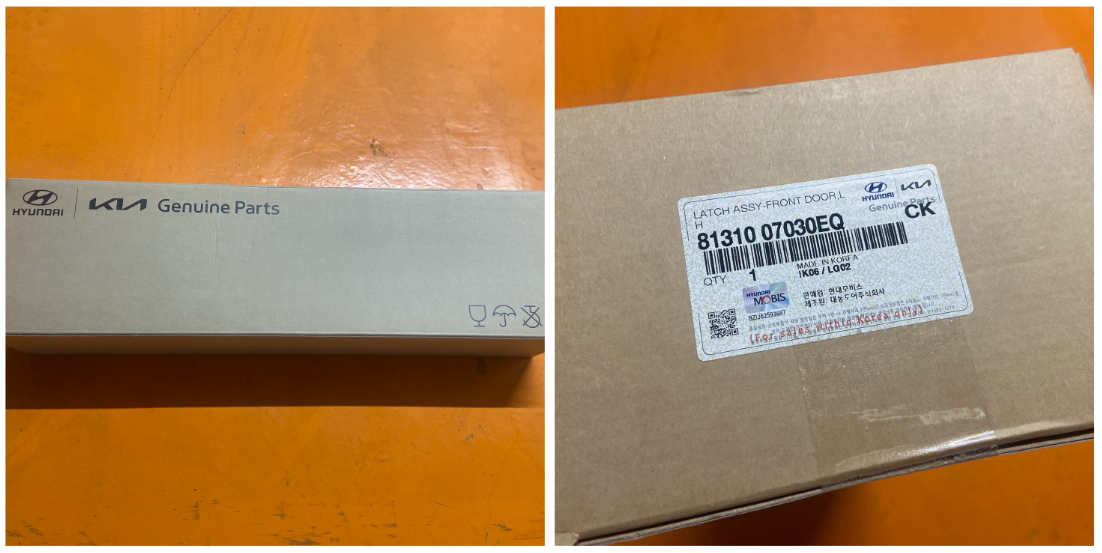 HYUNDAI KIA Genuine Parts
LATCH ASSY-FRONT DOOR,L
H
HYUNDAI KIA
Genuine Parts
81310 07030EQ
CK
QTY 1
MADE IN KOREA
K06 / LG02
HYUNDAI
MOBIS
판매원: 현대모비스
제조원: 대동도어주식회사
(For sales within Korea only)